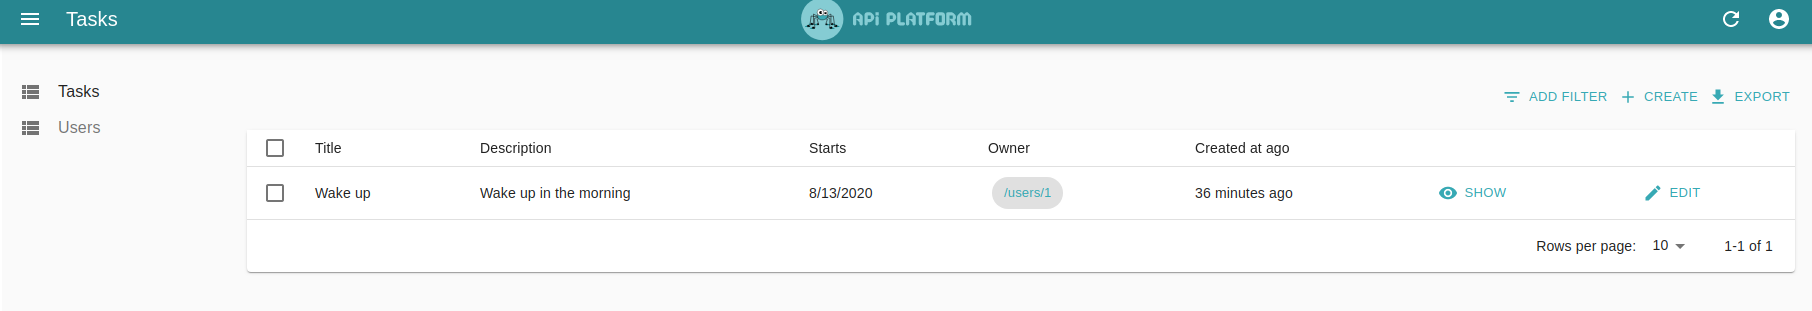 Tasks
API PLATFORM
Tasks
Users
ADD FILTER CREATE EXPORT
Title Description Starts Owner Created at ago
Wake up Wake up in the morning 8/13/2020 /users/1 36 minutes ago SHOW EDIT
Rows per page: 10 1-1 of 1